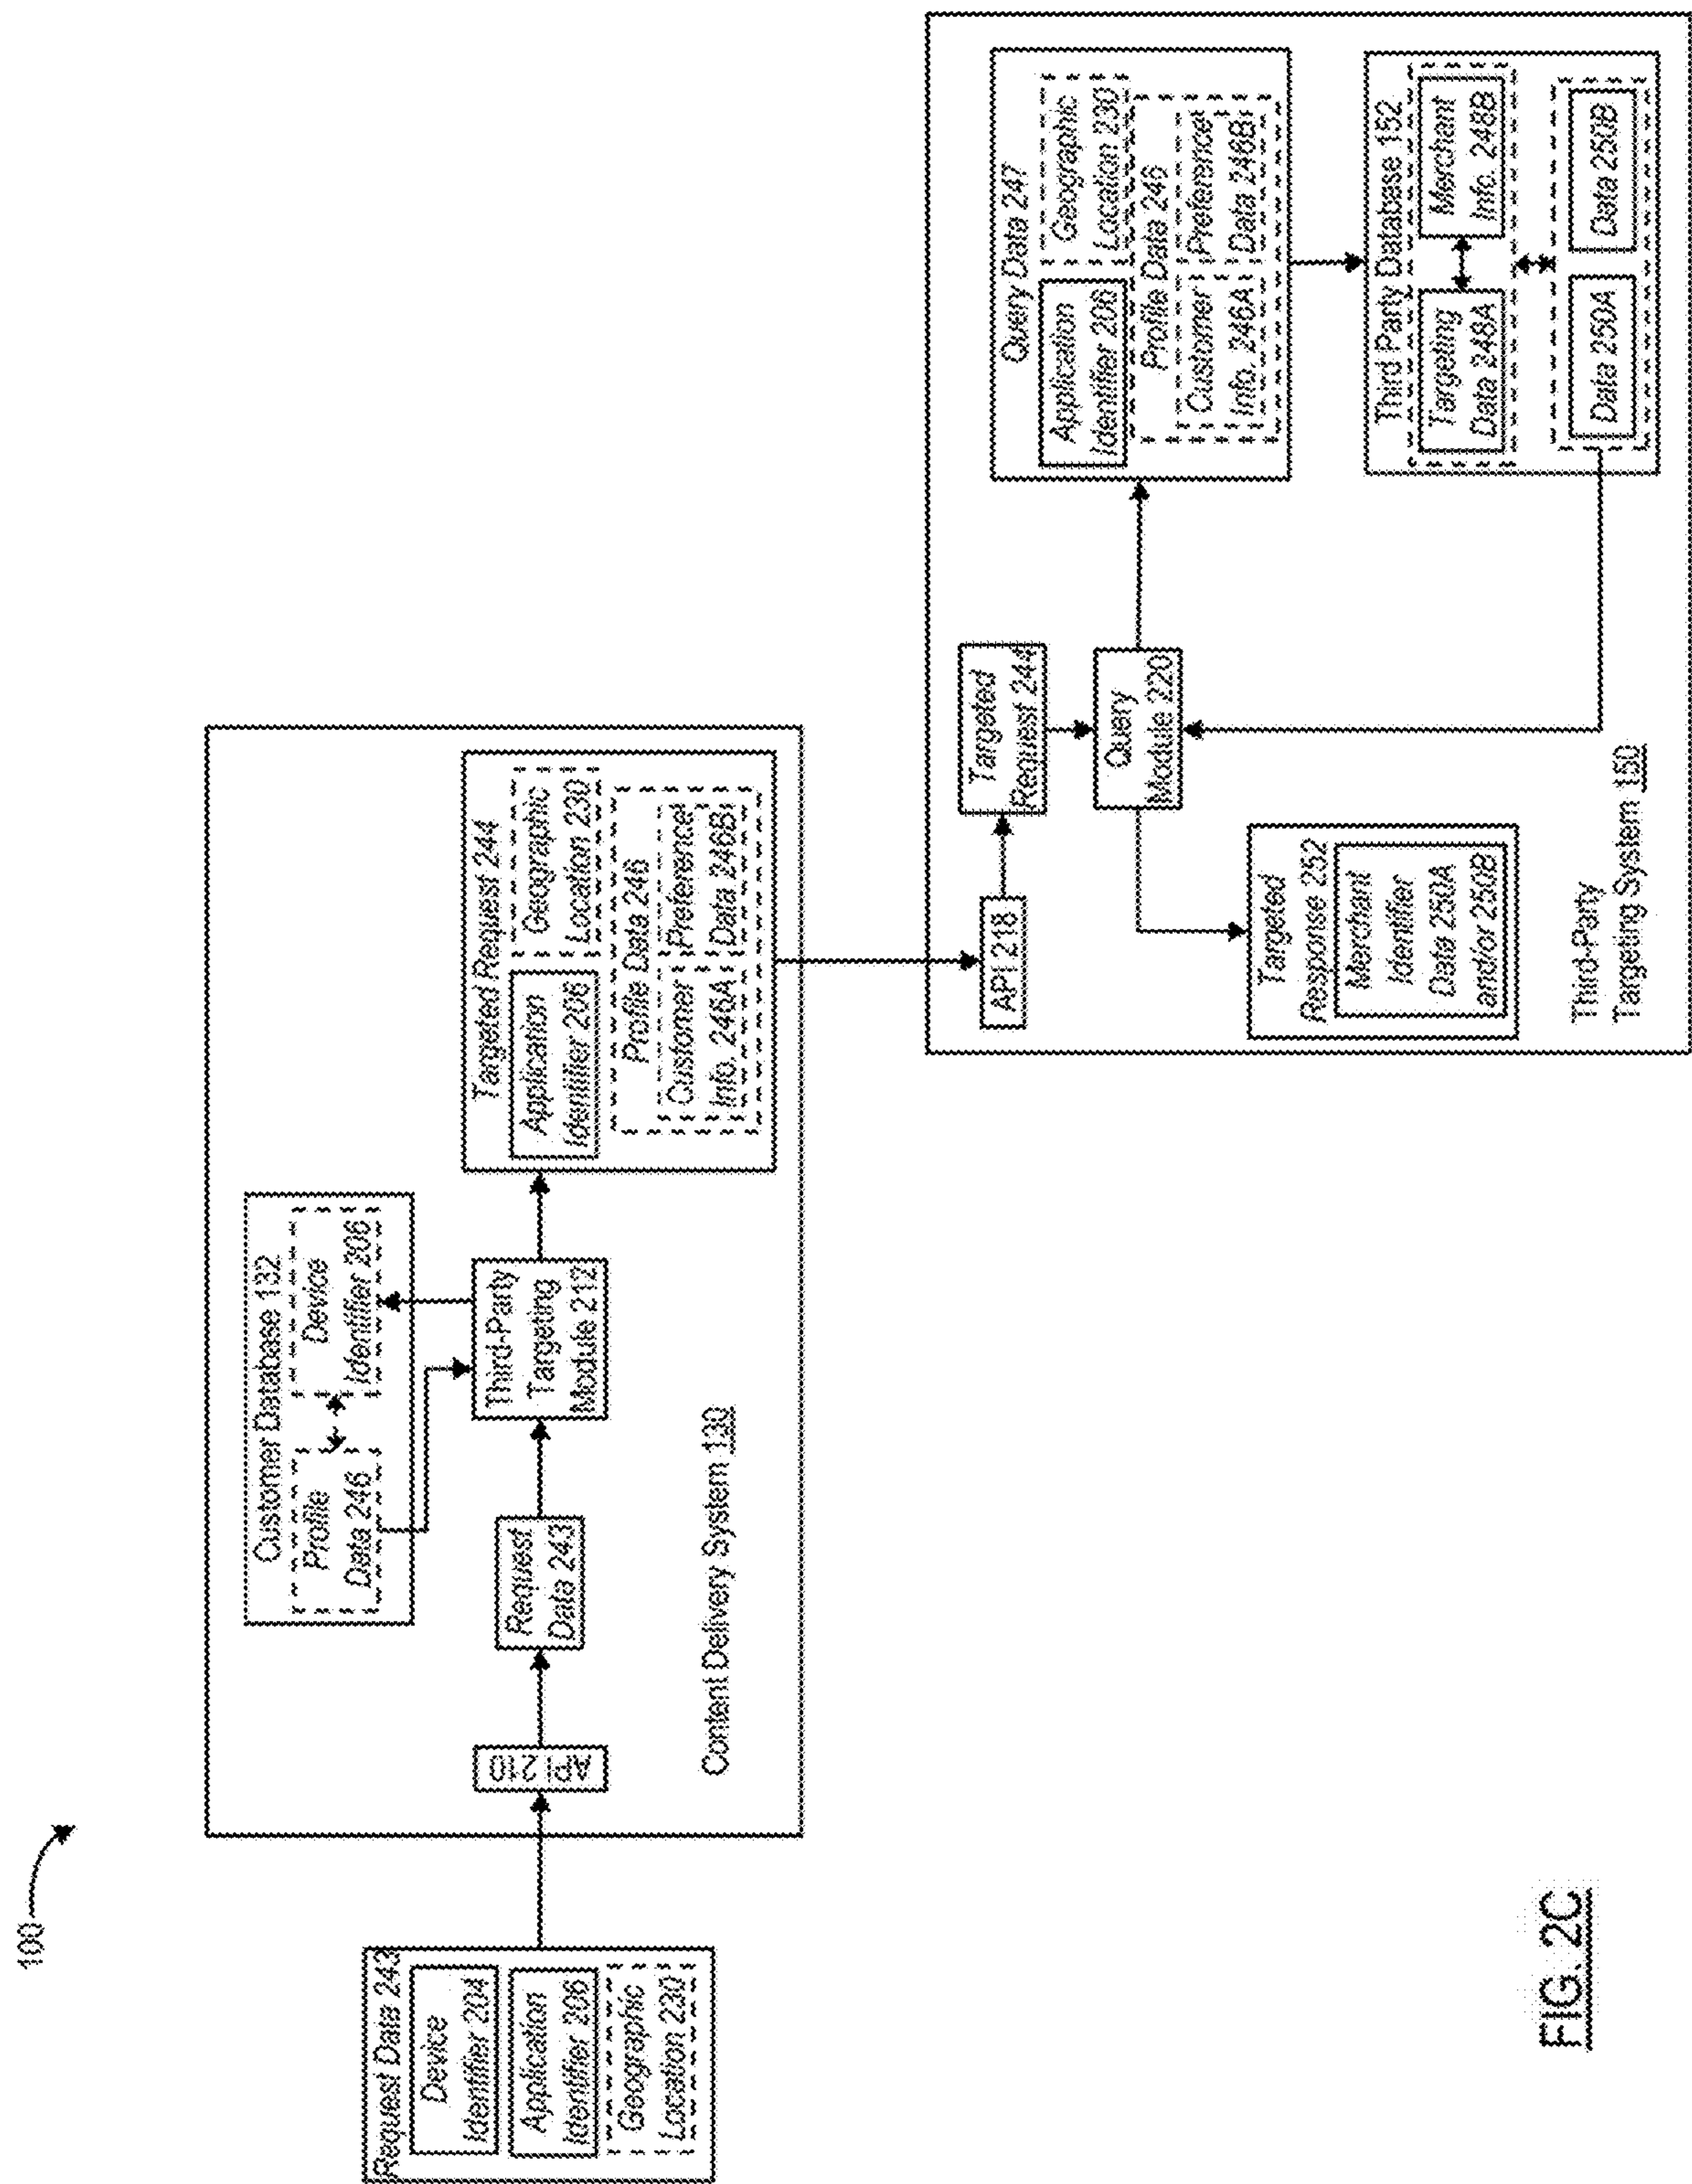 100
Request Data 243
Device
Identifier 204
Application
Identifier 206
Geographic
Location 230
API 210
Request
Data 243
Customer Database 132
Profile
Data 246
Device
Identifier 206
Third-Party
Targeting
Module 212
Targeted Request 244
Application
Identifier 206
Geographic
Location 230
Profile Data 246
Customer
Info. 246A
Preference
Data 246B
Content Delivery System 130
API 218
Targeted
Request 244
Query
Module 220
Query Data 247
Application
Identifier 206
Geographic
Location 230
Profile Data 246
Customer
Info. 246A
Preference
Data 246B
Third Party Database 152
Targeting
Data 248A
Merchant
Info. 248B
Data 250A
Data 250B
Targeted
Response 252
Merchant
Identifier
Data 250A
and/or 250B
Third-Party
Targeting System 150
FIG. 2C